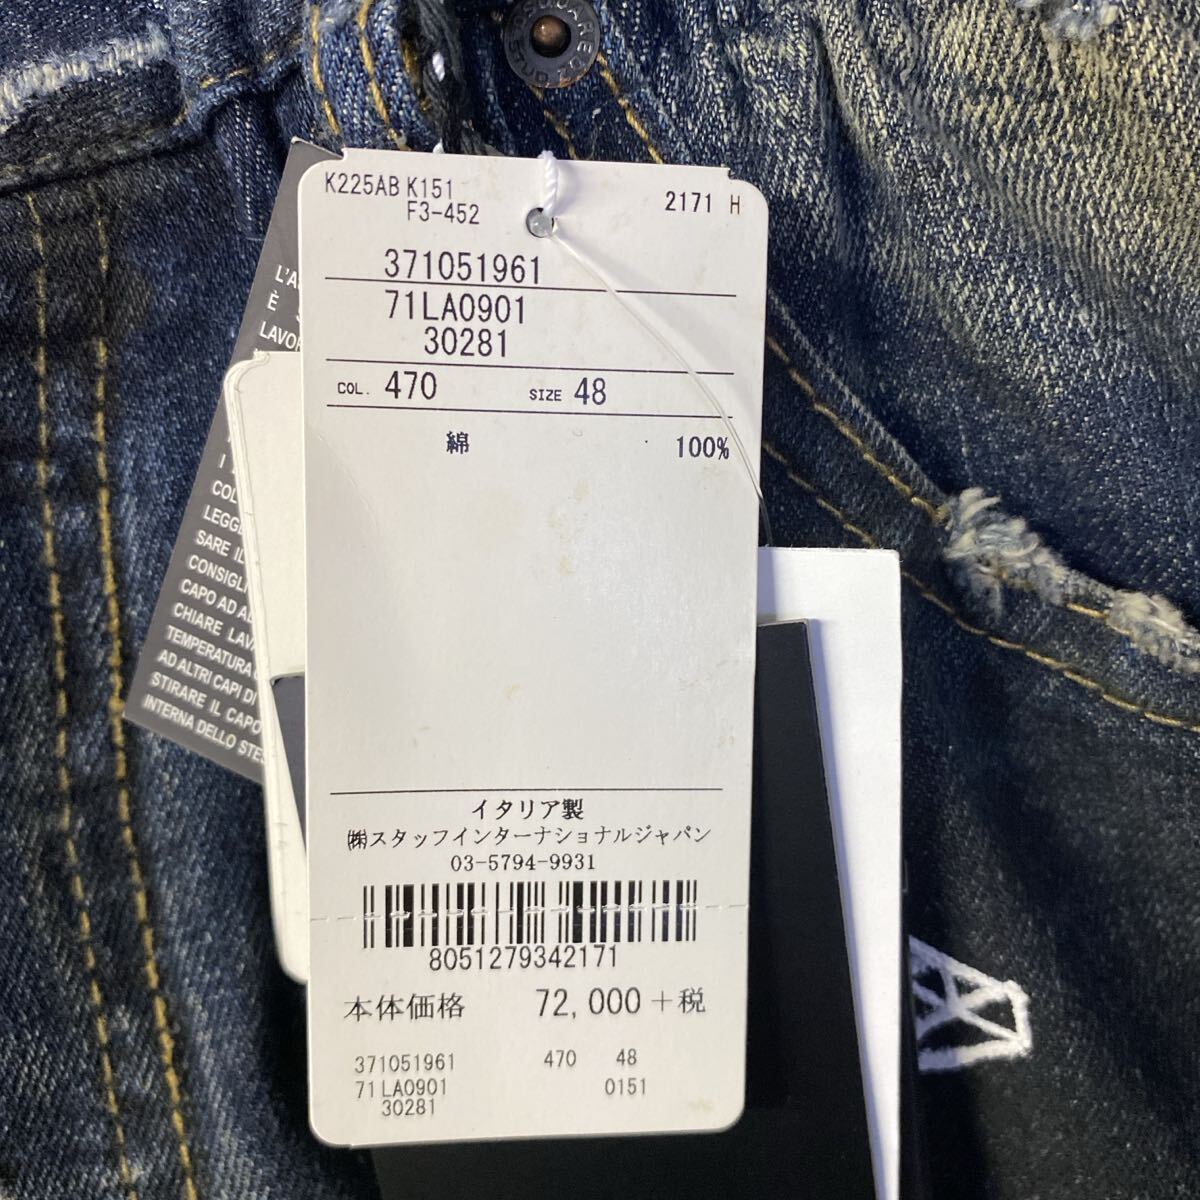 K225AB K151
F3-452
2171 H
371051961
71LA0901
30281
COL. 470 SIZE 48
綿 100%
イタリア製
㈱スタッフインターナショナルジャパン
03-5794-9931
8051279342171
本体価格 72,000+税
371051961 470 48
71LA0901 0151
30281
È
COL
LEGG
SARE IL
CONSIGLI
CAPO AD AL
CHIARE LAV
TEMPERATURA
AD ALTRI CAPI DI
STIRARE IL CAPO
INTERNA DELLO STES